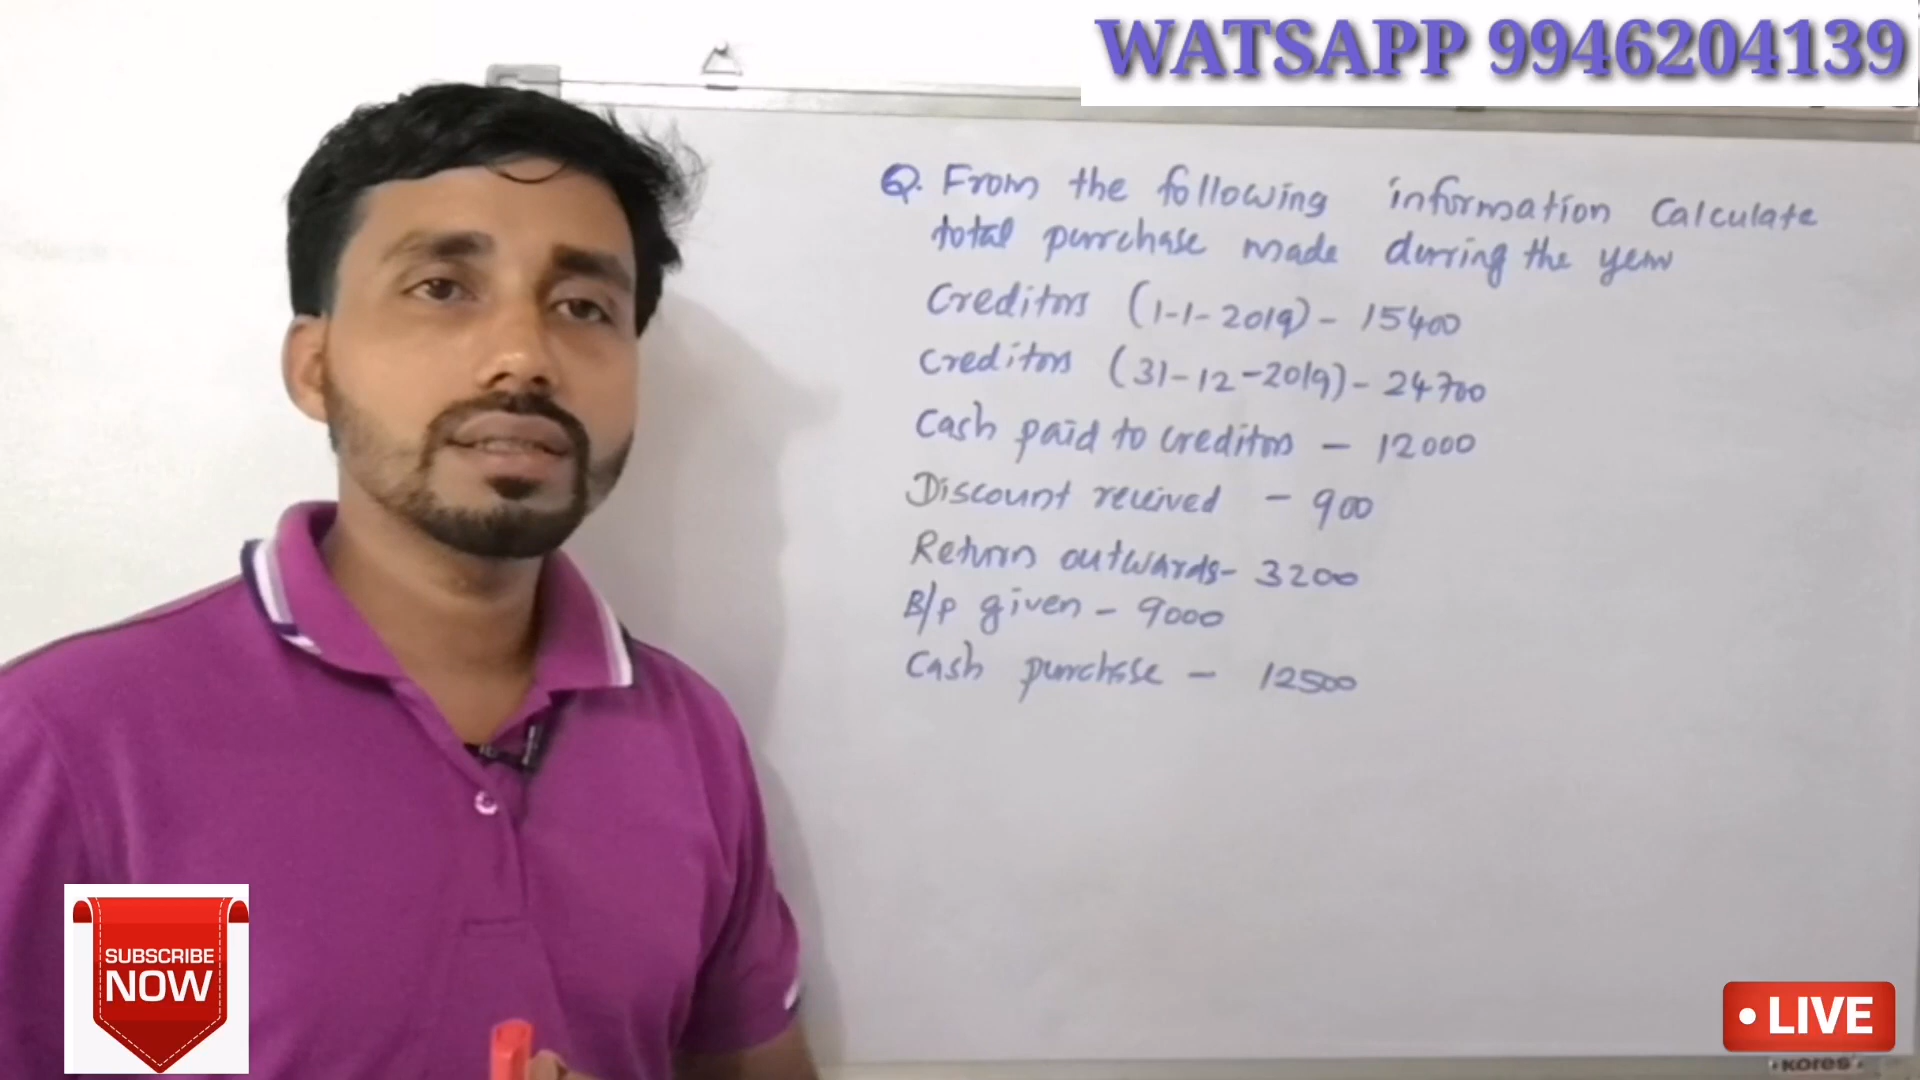 WATSAPP 9946204139
Q. From the following information Calculate
total purchase made during the year
Creditors (1-1-2019) - 15400
Creditors (31-12-2019) - 24700
Cash paid to creditors - 12000
Discount received - 900
Return outwards - 3200
B/P given - 9000
Cash purchase - 12500
SUBSCRIBE
NOW
• LIVE
kores